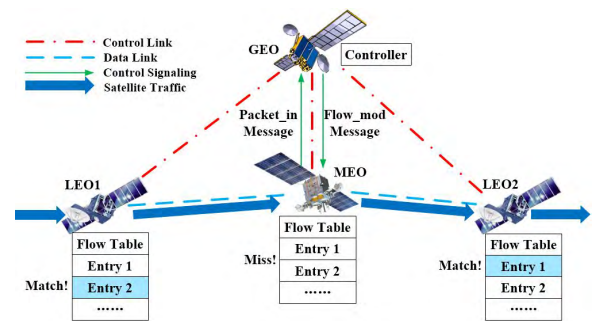 Control Link
Data Link
Control Signaling
Satellite Traffic
GEO
Controller
Packet_in
Message
Flow_mod
Message
LEO1
MEO
LEO2
Match!
Flow Table
Entry 1
Entry 2
......
Miss!
Flow Table
Entry 1
Entry 2
......
Match!
Flow Table
Entry 1
Entry 2
......